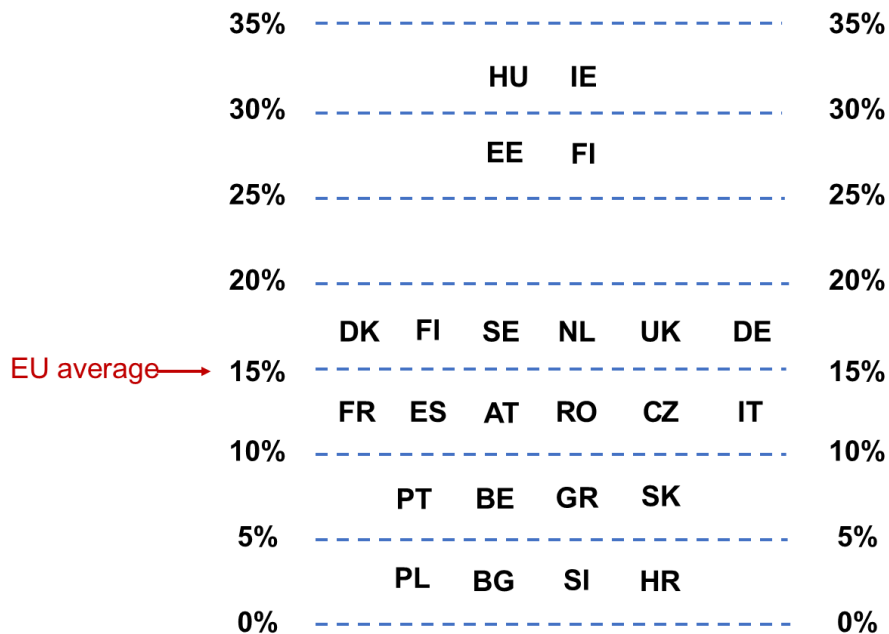 35% 35%
HU IE
30% 30%
EE FI
25% 25%
20% 20%
DK FI SE NL UK DE
EU average 15% 15%
FR ES AT RO CZ IT
10% 10%
PT BE GR SK
5% 5%
PL BG SI HR
0% 0%